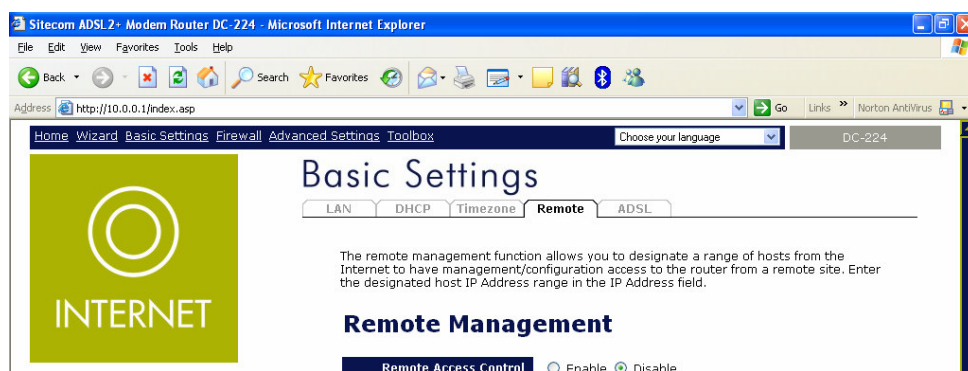 Sitecom ADSL2+ Modem Router DC-224 - Microsoft Internet Explorer
File Edit View Favorites Tools Help
Back Search Favorites
Address http://10.0.0.1/index.asp Go Links » Norton AntiVirus
Home Wizard Basic Settings Firewall Advanced Settings Toolbox Choose your language DC-224
Basic Settings
LAN DHCP Timezone Remote ADSL
INTERNET
The remote management function allows you to designate a range of hosts from the
Internet to have management/configuration access to the router from a remote site. Enter
the designated host IP Address range in the IP Address field.
Remote Management
Remote Access Control Enable Disable